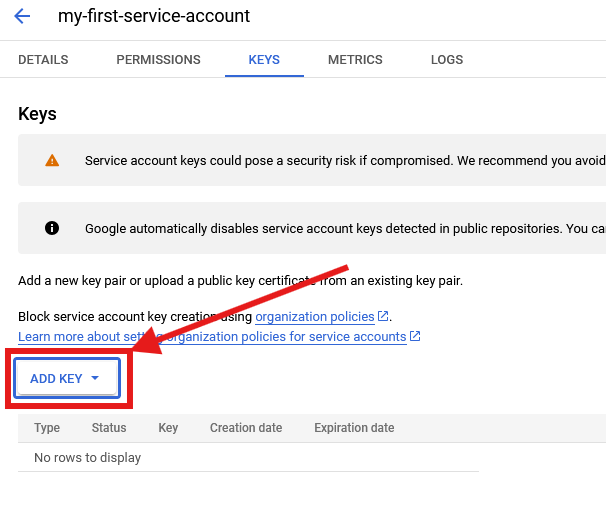 my-first-service-account
DETAILS PERMISSIONS KEYS METRICS LOGS
Keys
Service account keys could pose a security risk if compromised. We recommend you avoid
Google automatically disables service account keys detected in public repositories. You ca
Add a new key pair or upload a public key certificate from an existing key pair.
Block service account key creation using organization policies.
Learn more about setting organization policies for service accounts
ADD KEY
Type Status Key Creation date Expiration date
No rows to display